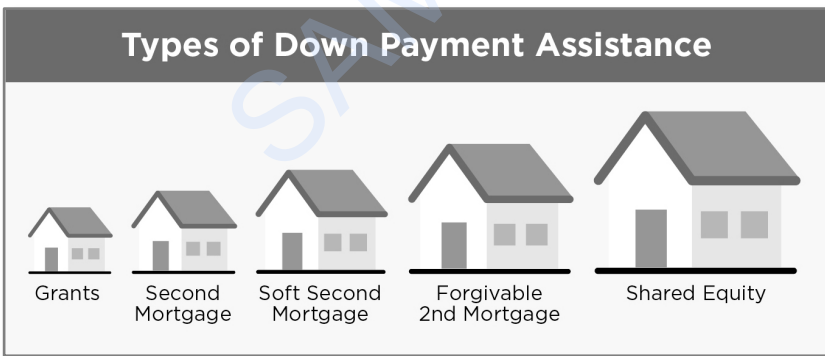 Types of Down Payment Assistance
Grants
Second
Mortgage
Soft Second
Mortgage
Forgivable
2nd Mortgage
Shared Equity